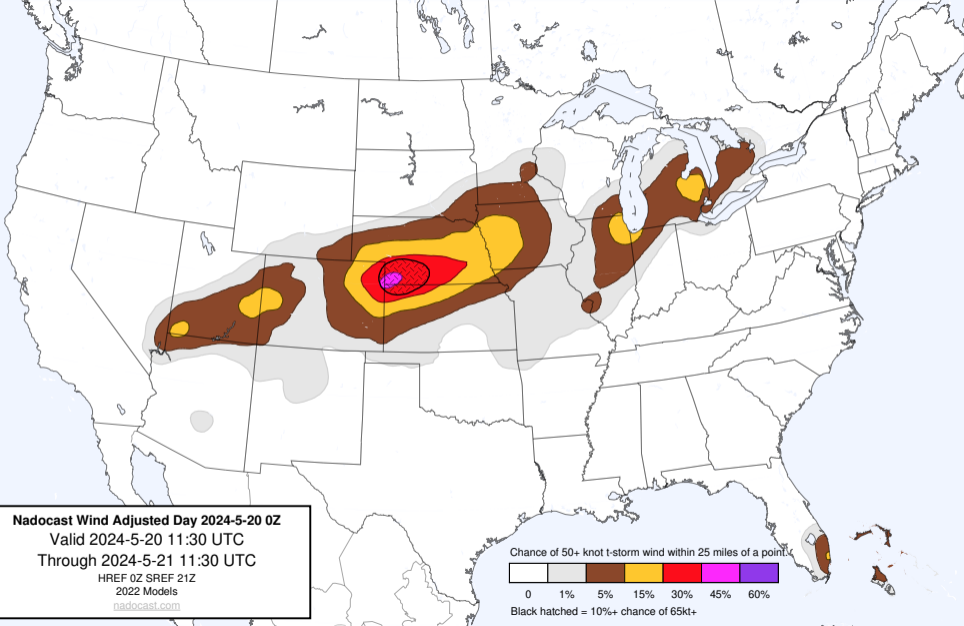 Nadocast Wind Adjusted Day 2024-5-20 0Z
Valid 2024-5-20 11:30 UTC
Through 2024-5-21 11:30 UTC
HREF 0Z SREF 21Z
2022 Models
nadocast.com
Chance of 50+ knot t-storm wind within 25 miles of a point.
0 1% 5% 15% 30% 45% 60%
Black hatched = 10%+ chance of 65kt+